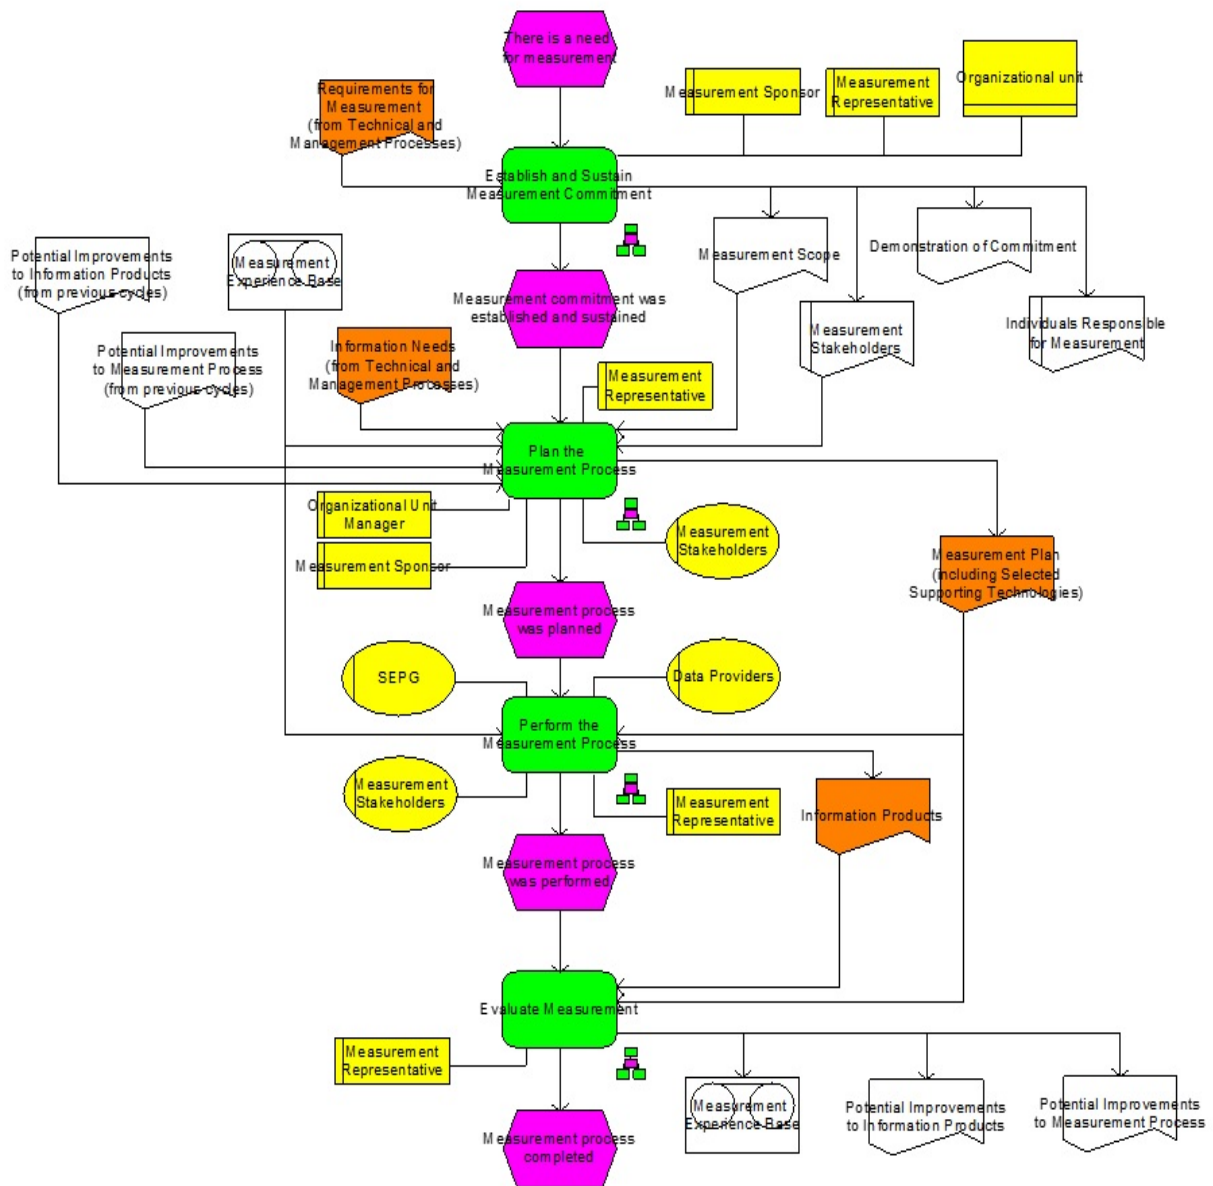 There is a need
for measurement
Requirements for
Measurement
(from Technical and
Management Processes)
Measurement Sponsor
Measurement
Representative
Organizational unit
Establish and Sustain
Measurement Commitment
Potential Improvements
to Information Products
(from previous cycles)
Measurement
Experience Base
Measurement Scope
Demonstration of Commitment
Measurement commitment was
established and sustained
Measurement
Stakeholders
Individuals Responsible
for Measurement
Potential Improvements
to Measurement Process
(from previous cycles)
Information Needs
(from Technical and
Management Processes)
Measurement
Representative
Plan the
Measurement Process
Organizational Unit
Manager
Measurement Sponsor
Measurement
Stakeholders
Measurement Plan
(including Selected
Supporting Technologies)
Measurement process
was planned
SEPG
Data Providers
Perform the
Measurement Process
Measurement
Stakeholders
Measurement
Representative
Information Products
Measurement process
was performed
Evaluate Measurement
Measurement
Representative
Measurement
Experience Base
Potential Improvements
to Information Products
Potential Improvements
to Measurement Process
Measurement process
completed